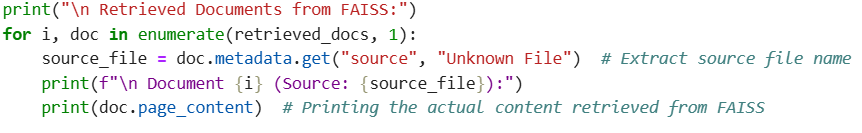 print("\n Retrieved Documents from FAISS:")
for i, doc in enumerate(retrieved_docs, 1):
    source_file = doc.metadata.get("source", "Unknown File")  # Extract source file name
    print(f"\n Document {i} (Source: {source_file}):")
    print(doc.page_content)  # Printing the actual content retrieved from FAISS